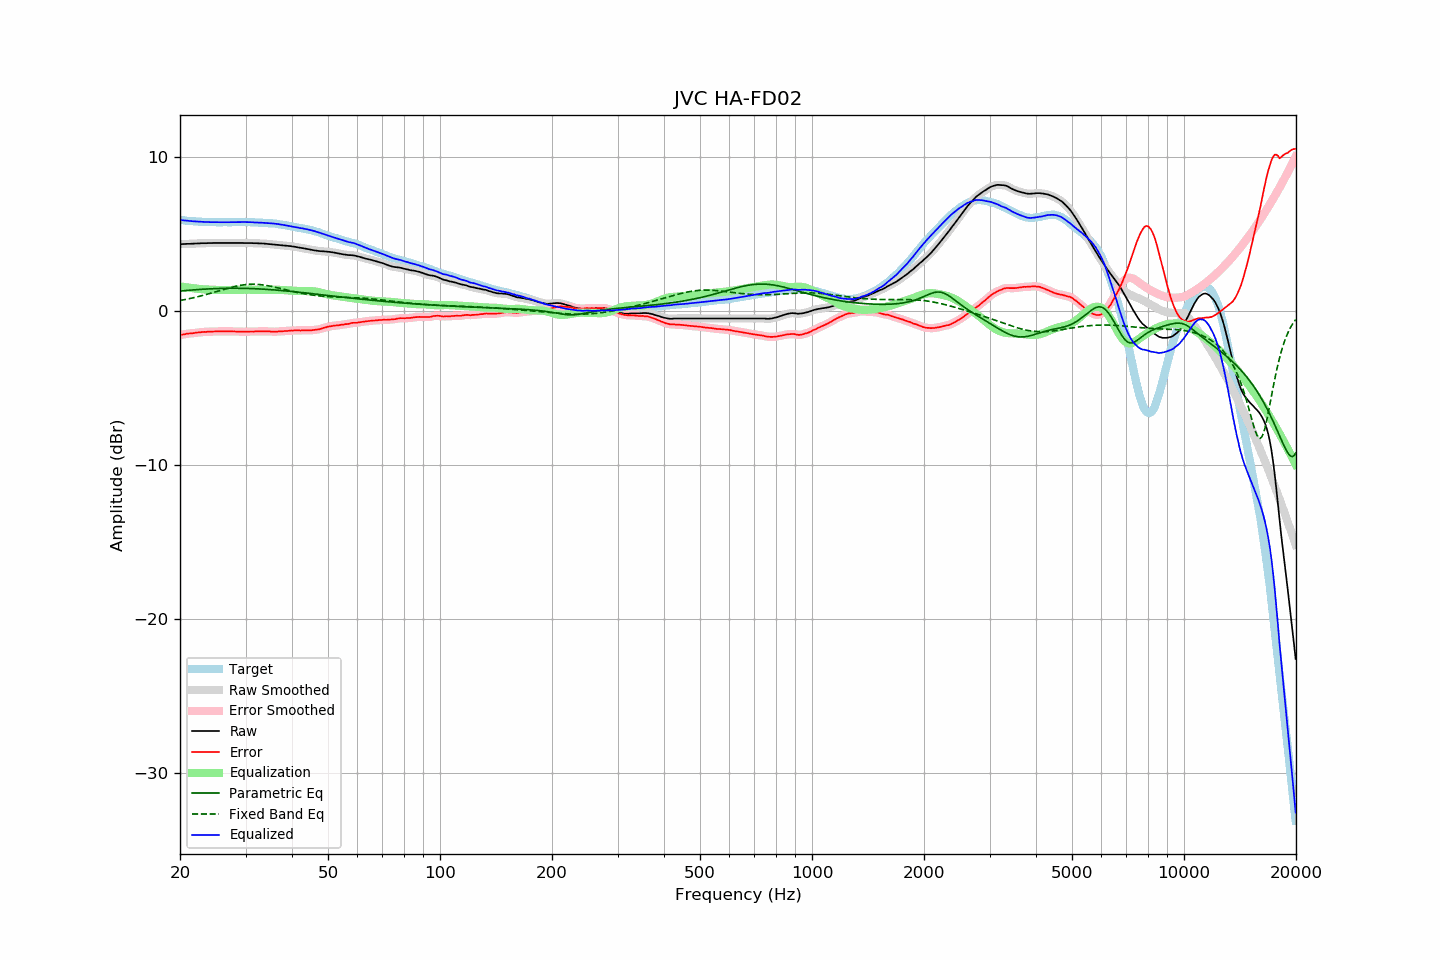 JVC HA-FD02
10
0
−10
−20
−30
Amplitude (dBr)
Target
Raw Smoothed
Error Smoothed
Raw
Error
Equalization
Parametric Eq
Fixed Band Eq
Equalized
20 50 100 200 500 1000 2000 5000 10000 20000
Frequency (Hz)